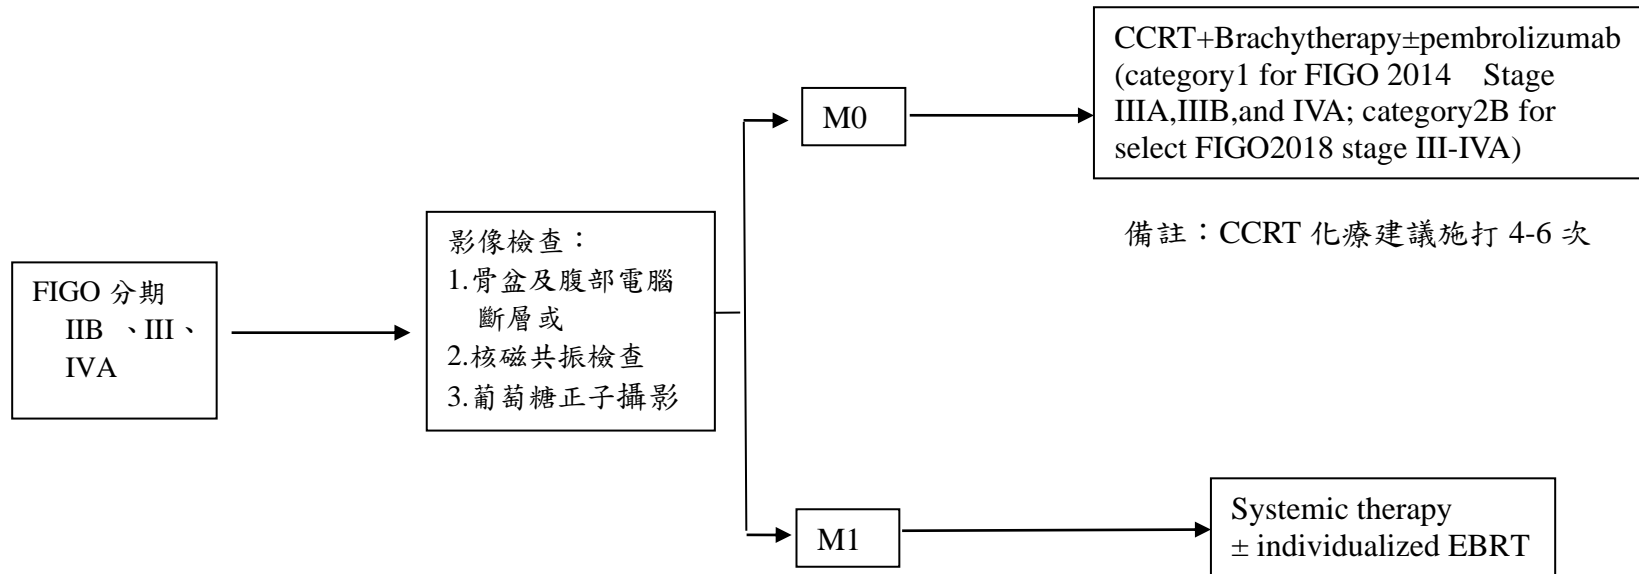 FIGO 分期
IIB 、III、
IVA
影像檢查：
1.骨盆及腹部電腦
斷層或
2.核磁共振檢查
3.葡萄糖正子攝影
M0
CCRT+Brachytherapy±pembrolizumab
(category1 for FIGO 2014 Stage
IIIA,IIIB,and IVA; category2B for
select FIGO2018 stage III-IVA)
備註：CCRT 化療建議施打 4-6 次
M1
Systemic therapy
± individualized EBRT